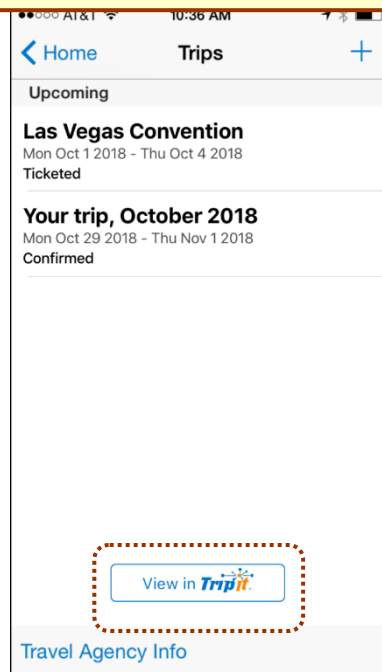 ●●○○○ AT&T 10:36 AM
Home Trips +
Upcoming
Las Vegas Convention
Mon Oct 1 2018 - Thu Oct 4 2018
Ticketed
Your trip, October 2018
Mon Oct 29 2018 - Thu Nov 1 2018
Confirmed
View in Tripit.
Travel Agency Info